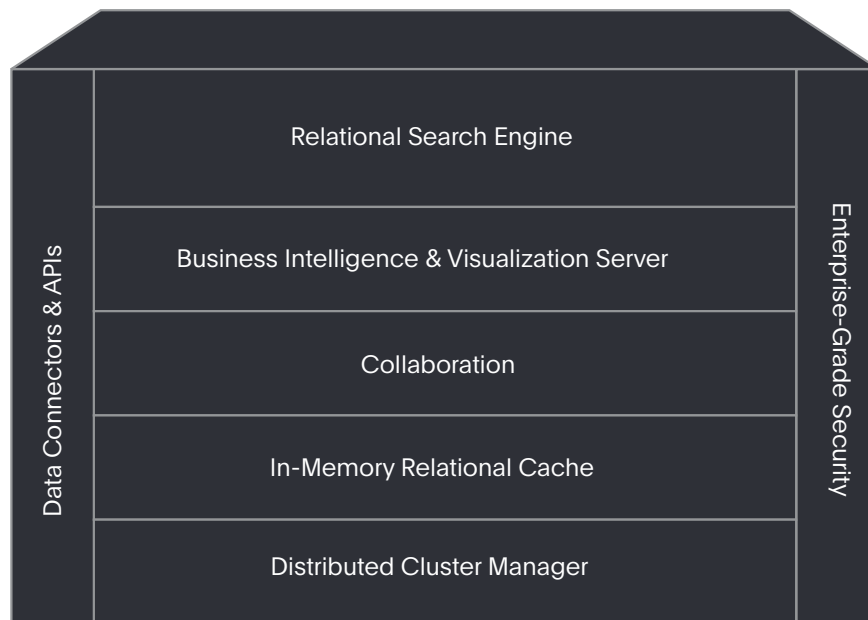 Relational Search Engine
Business Intelligence & Visualization Server
Collaboration
In-Memory Relational Cache
Distributed Cluster Manager
Data Connectors & APIs
Enterprise-Grade Security